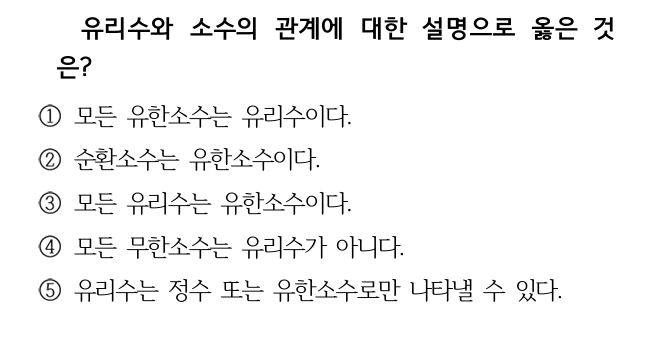 유리수와 소수의 관계에 대한 설명으로 옳은 것
은?
① 모든 유한소수는 유리수이다.
② 순환소수는 유한소수이다.
③ 모든 유리수는 유한소수이다.
④ 모든 무한소수는 유리수가 아니다.
⑤ 유리수는 정수 또는 유한소수로만 나타낼 수 있다.